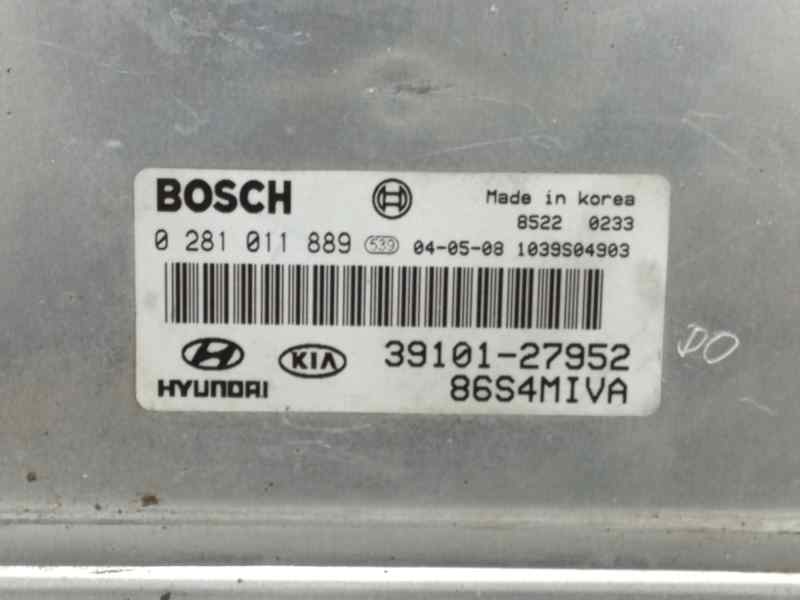 BOSCH
Made in korea
8522 0233
0 281 011 889 539 04-05-08 1039S04903
HYUNDAI KIA 39101-27952
86S4MIVA
DO